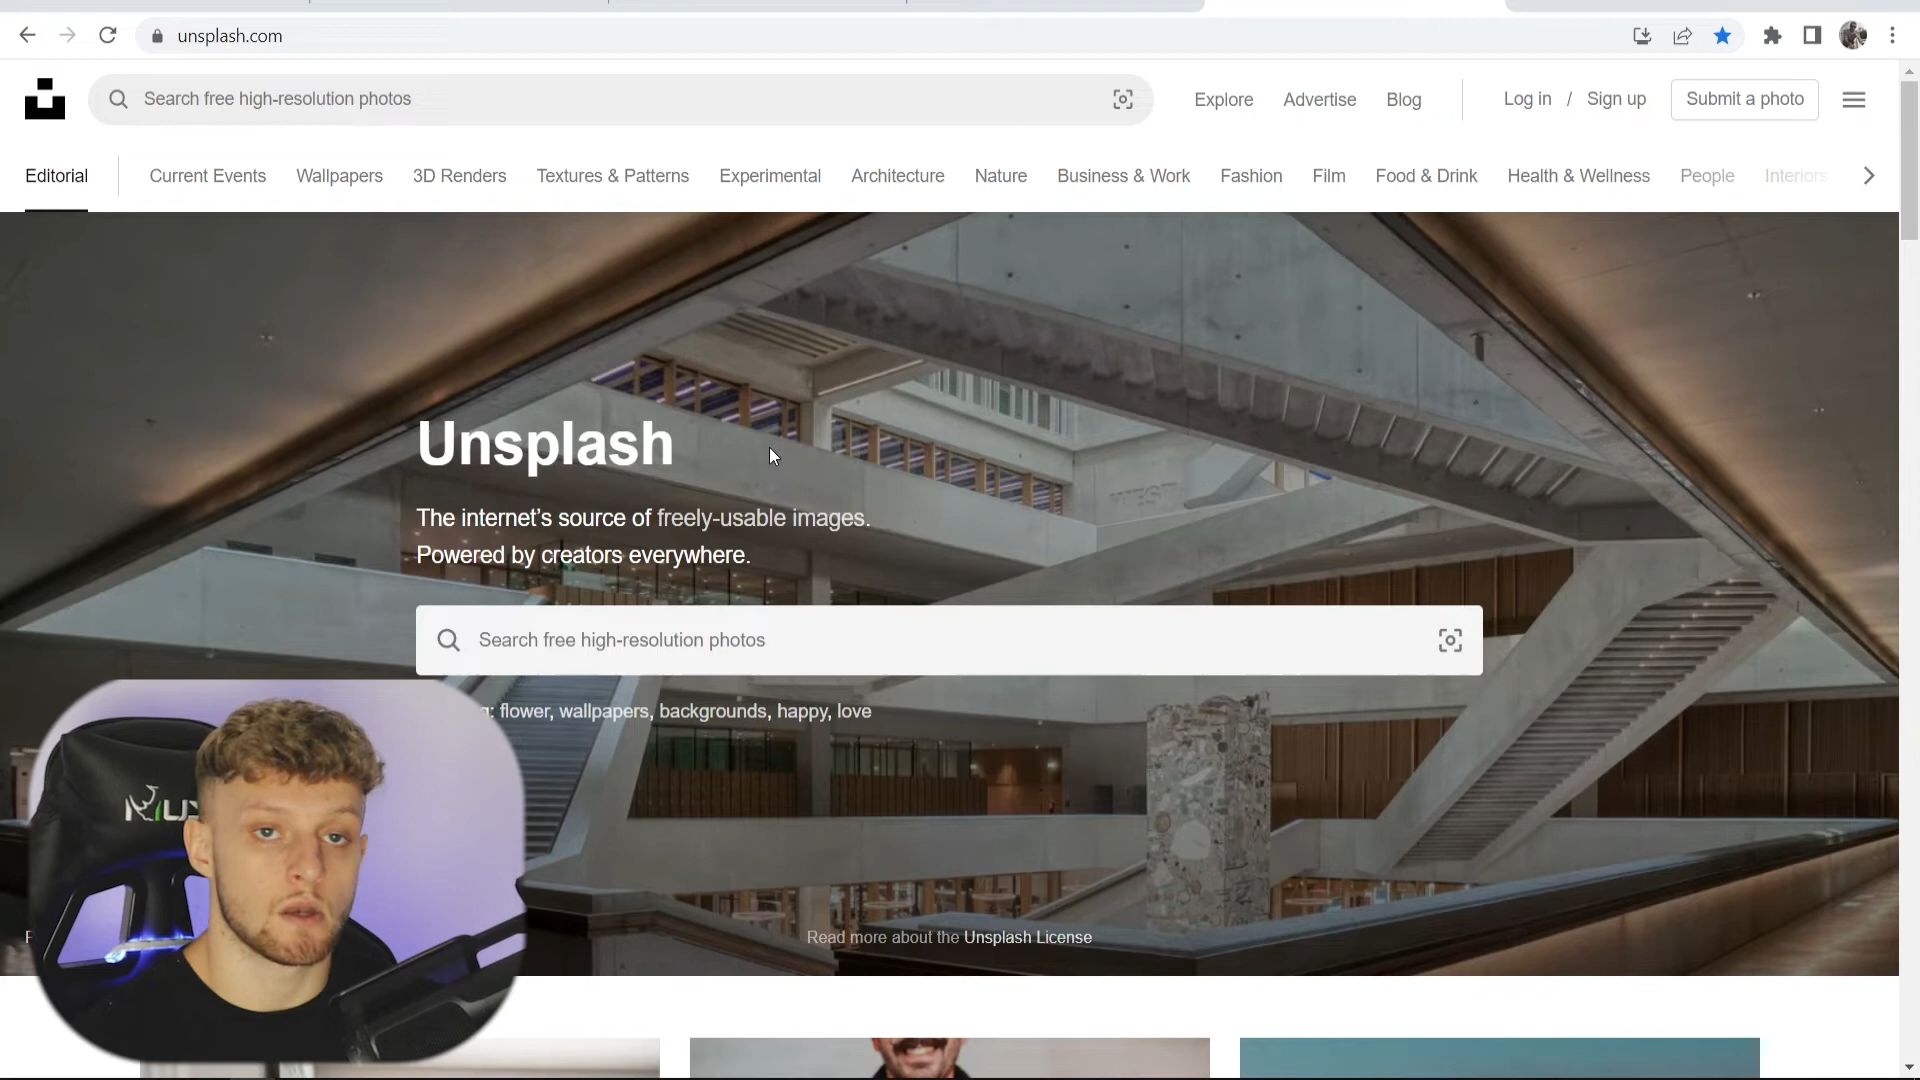 unsplash.com
Search free high-resolution photos
Explore
Advertise
Blog
Log in / Sign up
Submit a photo
Editorial
Current Events
Wallpapers
3D Renders
Textures & Patterns
Experimental
Architecture
Nature
Business & Work
Fashion
Film
Food & Drink
Health & Wellness
People
Interiors
Unsplash
The internet’s source of freely-usable images.
Powered by creators everywhere.
Search free high-resolution photos
flower, wallpapers, backgrounds, happy, love
Read more about the Unsplash License